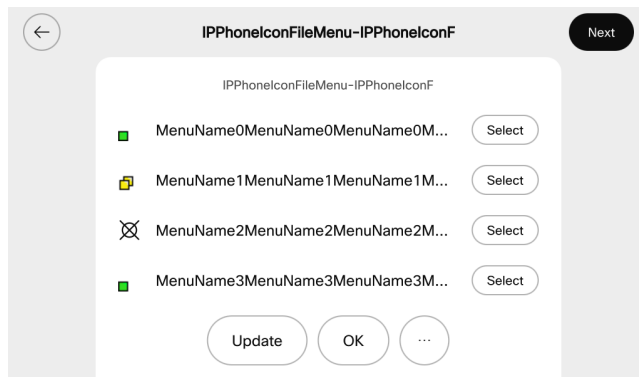 IPPhoneIconFileMenu-IPPhoneIconF
Next
IPPhoneIconFileMenu-IPPhoneIconF
MenuName0MenuName0MenuName0M... Select
MenuName1MenuName1MenuName1M... Select
MenuName2MenuName2MenuName2M... Select
MenuName3MenuName3MenuName3M... Select
Update OK ...